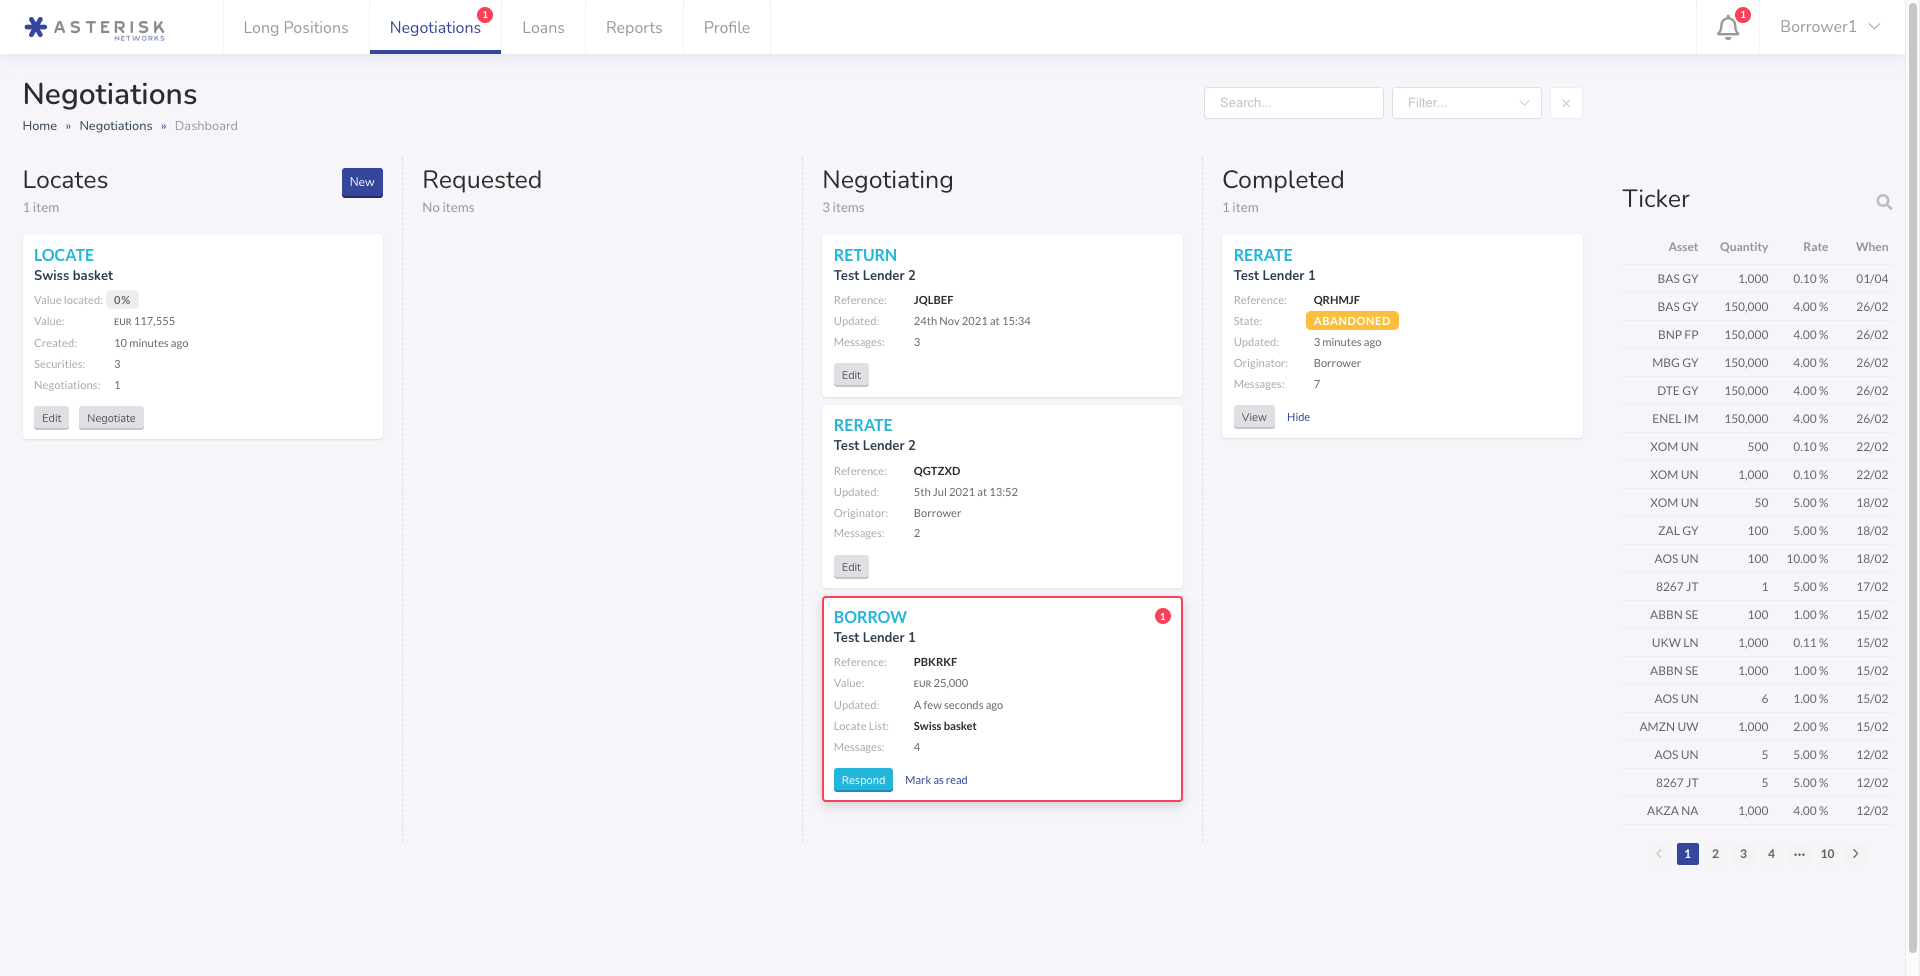 ASTERISK
NETWORKS
Long Positions
Negotiations
1
Loans
Reports
Profile
1
Borrower1
Negotiations
Home » Negotiations » Dashboard
Search...
Filter...
×
Locates
1 item
New
LOCATE
Swiss basket
Value located: 0%
Value: EUR 117,555
Created: 10 minutes ago
Securities: 3
Negotiations: 1
Edit
Negotiate
Requested
No items
Negotiating
3 items
RETURN
Test Lender 2
Reference: JQLBEF
Updated: 24th Nov 2021 at 15:34
Messages: 3
Edit
RERATE
Test Lender 2
Reference: QGTZXD
Updated: 5th Jul 2021 at 13:52
Originator: Borrower
Messages: 2
Edit
BORROW
1
Test Lender 1
Reference: PBKRKF
Value: EUR 25,000
Updated: A few seconds ago
Locate List: Swiss basket
Messages: 4
Respond
Mark as read
Completed
1 item
RERATE
Test Lender 1
Reference: QRHMJF
State: ABANDONED
Updated: 3 minutes ago
Originator: Borrower
Messages: 7
View
Hide
Ticker
Asset Quantity Rate When
BAS GY 1,000 0.10 % 01/04
BAS GY 150,000 4.00 % 26/02
BNP FP 150,000 4.00 % 26/02
MBG GY 150,000 4.00 % 26/02
DTE GY 150,000 4.00 % 26/02
ENEL IM 150,000 4.00 % 26/02
XOM UN 500 0.10 % 22/02
XOM UN 1,000 0.10 % 22/02
XOM UN 50 5.00 % 18/02
ZAL GY 100 5.00 % 18/02
AOS UN 100 10.00 % 18/02
8267 JT 1 5.00 % 17/02
ABBN SE 100 1.00 % 15/02
UKW LN 1,000 0.11 % 15/02
ABBN SE 1,000 1.00 % 15/02
AOS UN 6 1.00 % 15/02
AMZN UW 1,000 2.00 % 15/02
AOS UN 5 5.00 % 12/02
8267 JT 5 5.00 % 12/02
AKZA NA 1,000 4.00 % 12/02
< 1 2 3 4 ••• 10 >